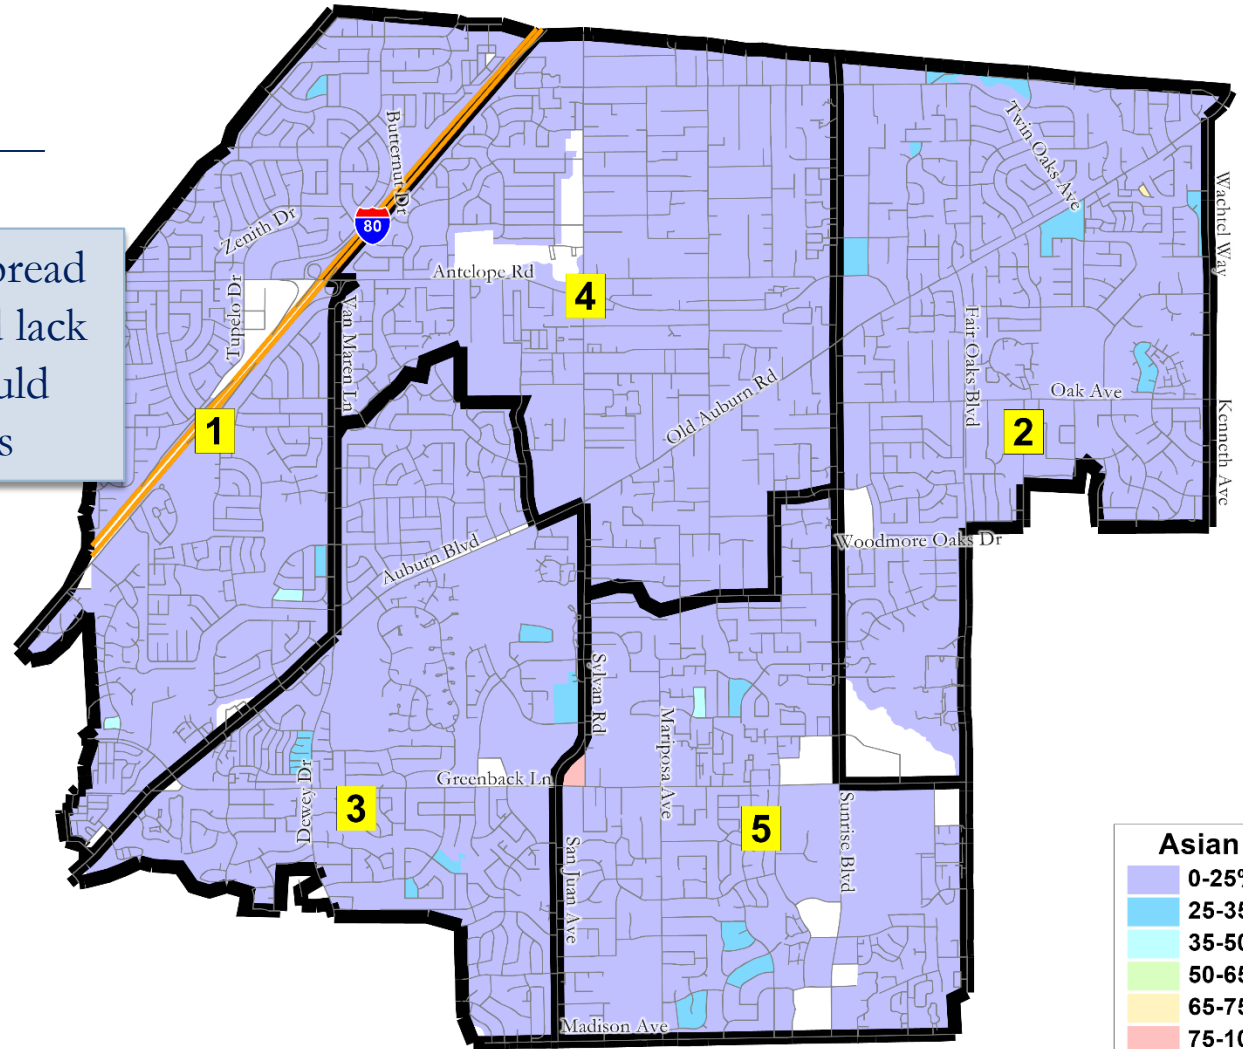 Butternut Dr
Twin Oaks Ave
Wachtel Way
Zenith Dr
80
Antelope Rd
4
lack
Tupelo Dr
Van Maren Ln
Fair Oaks Blvd
Oak Ave
Kenneth Ave
Old Auburn Rd
1
2
Auburn Blvd
Woodmore Oaks Dr
Sylvan Rd
Mariposa Ave
Greenback Ln
Dewey Dr
3
5
Sunrise Blvd
San Juan Ave
Madison Ave
Asian
0-25%
25-35
35-50
50-65
65-75
75-10